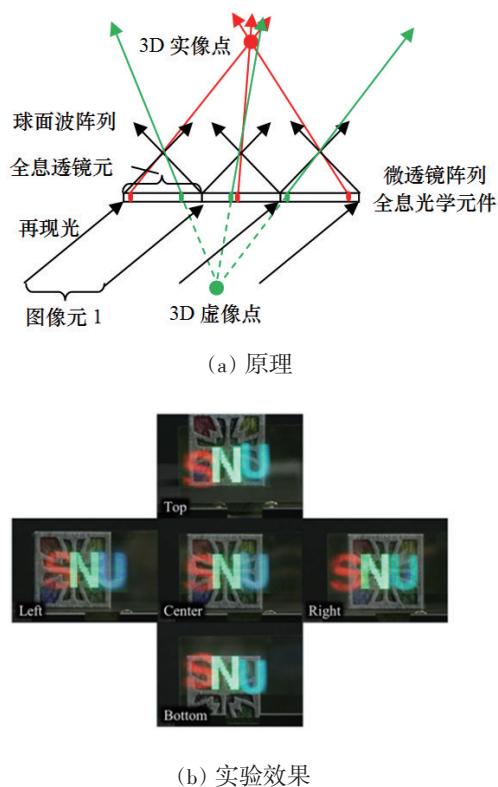 3D 实像点
球面波阵列
全息透镜元
微透镜阵列
全息光学元件
再现光
图像元 1
3D 虚像点
(a) 原理
SNU
Top
SNU
Left
SNU
Center
SNU
Right
SNU
Bottom
(b) 实验效果